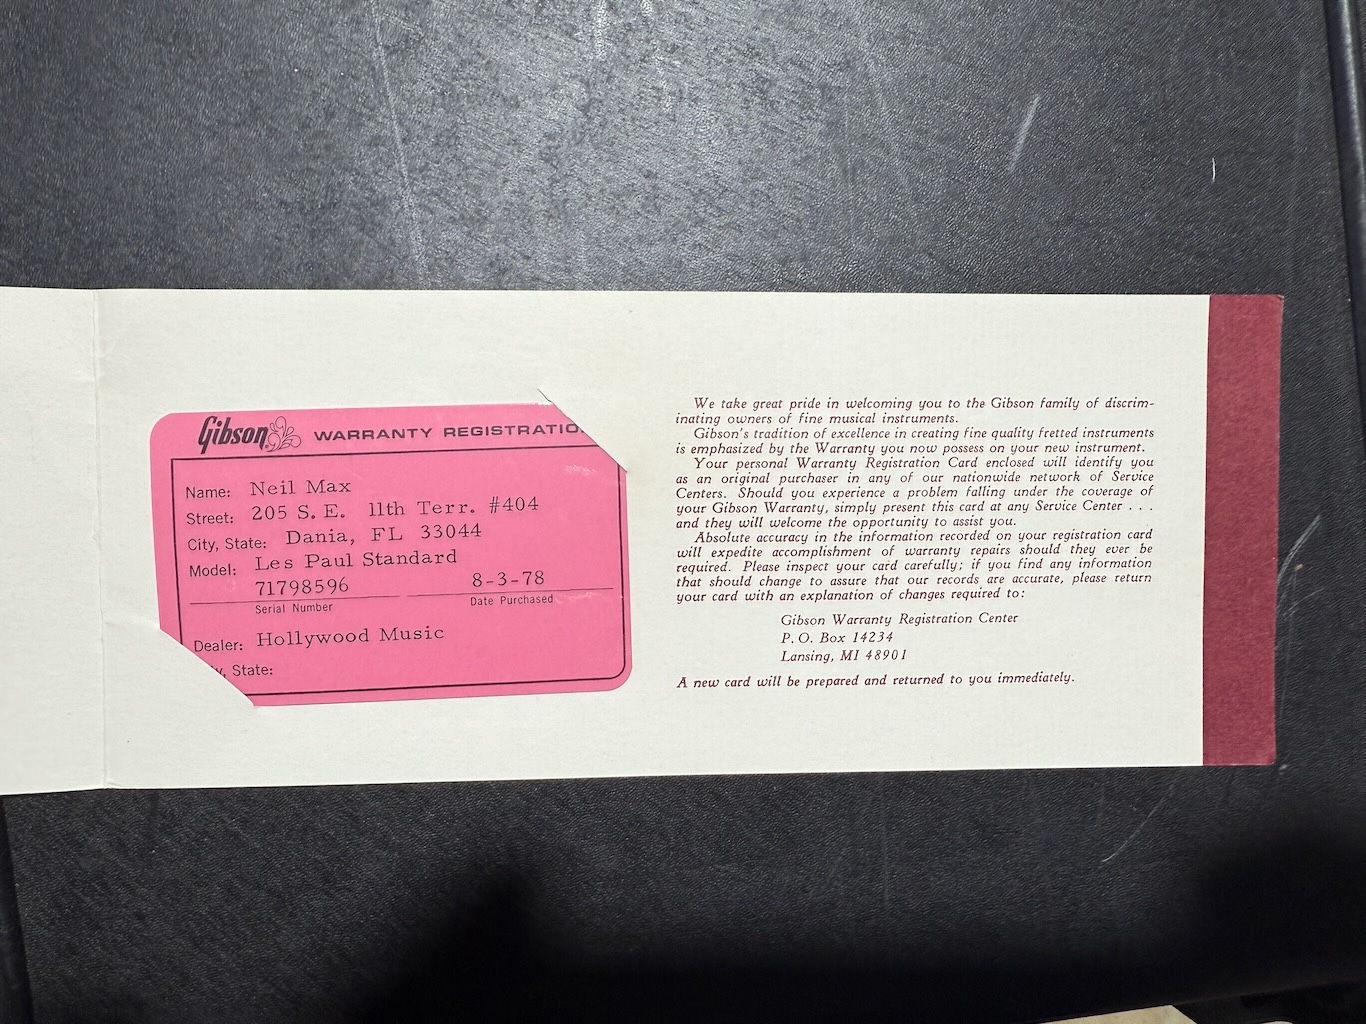 Gibson WARRANTY REGISTRATIO
Name: Neil Max
Street: 205 S. E. 11th Terr. #404
City, State: Dania, FL 33044
Model: Les Paul Standard
71798596 8-3-78
Serial Number Date Purchased
Dealer: Hollywood Music
y, State:
We take great pride in welcoming you to the Gibson family of discrim-
inating owners of fine musical instruments.
Gibson's tradition of excellence in creating fine quality fretted instruments
is emphasized by the Warranty you now possess on your new instrument.
Your personal Warranty Registration Card enclosed will identify you
as an original purchaser in any of our nationwide network of Service
Centers. Should you experience a problem falling under the coverage of
your Gibson Warranty, simply present this card at any Service Center . . .
and they will welcome the opportunity to assist you.
Absolute accuracy in the information recorded on your registration card
will expedite accomplishment of warranty repairs should they ever be
required. Please inspect your card carefully; if you find any information
that should change to assure that our records are accurate, please return
your card with an explanation of changes required to:
Gibson Warranty Registration Center
P. O. Box 14234
Lansing, MI 48901
A new card will be prepared and returned to you immediately.